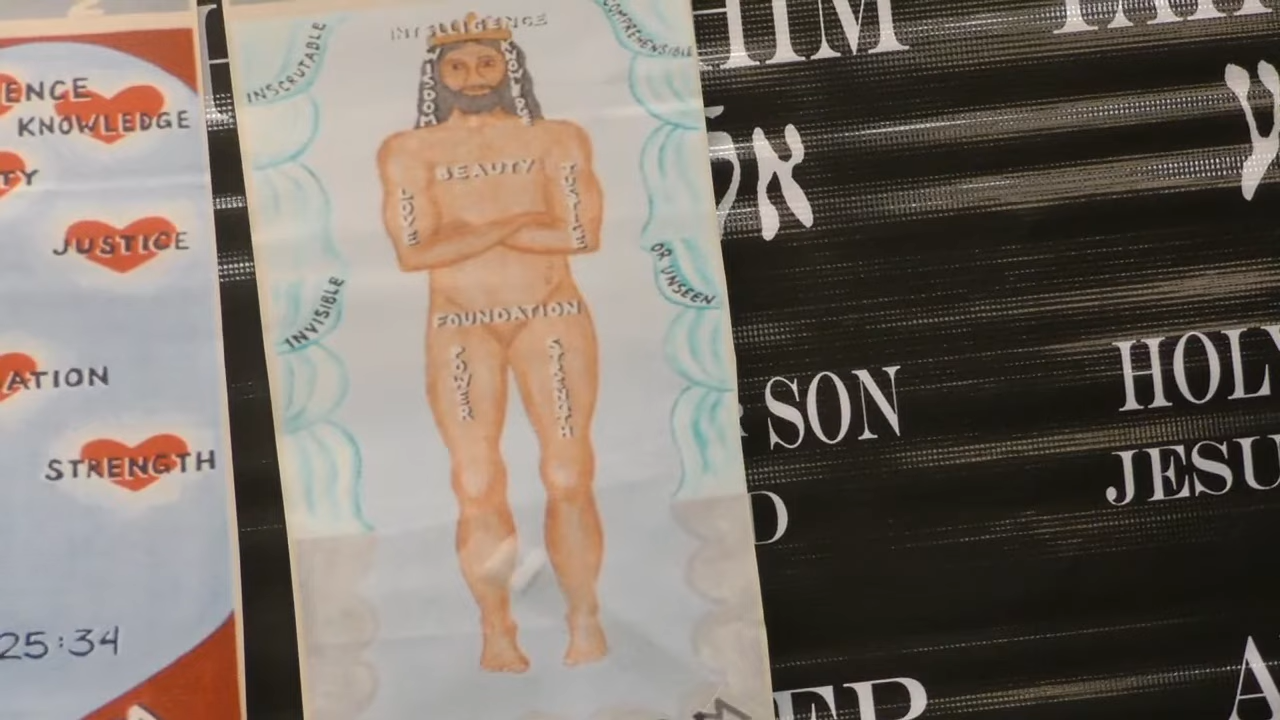 ENCE
KNOWLEDGE
TY
JUSTICE
ATION
STRENGTH
25:34
INTELLIGENCE
INSCRUTABLE
COMPREHENSIBLE
WISDOM
KNOWLEDGE
BEAUTY
LOVE
JUSTICE
INVISIBLE
OR UNSEEN
FOUNDATION
POWER
STRENGTH
HIM
SON
HOLY
JESU